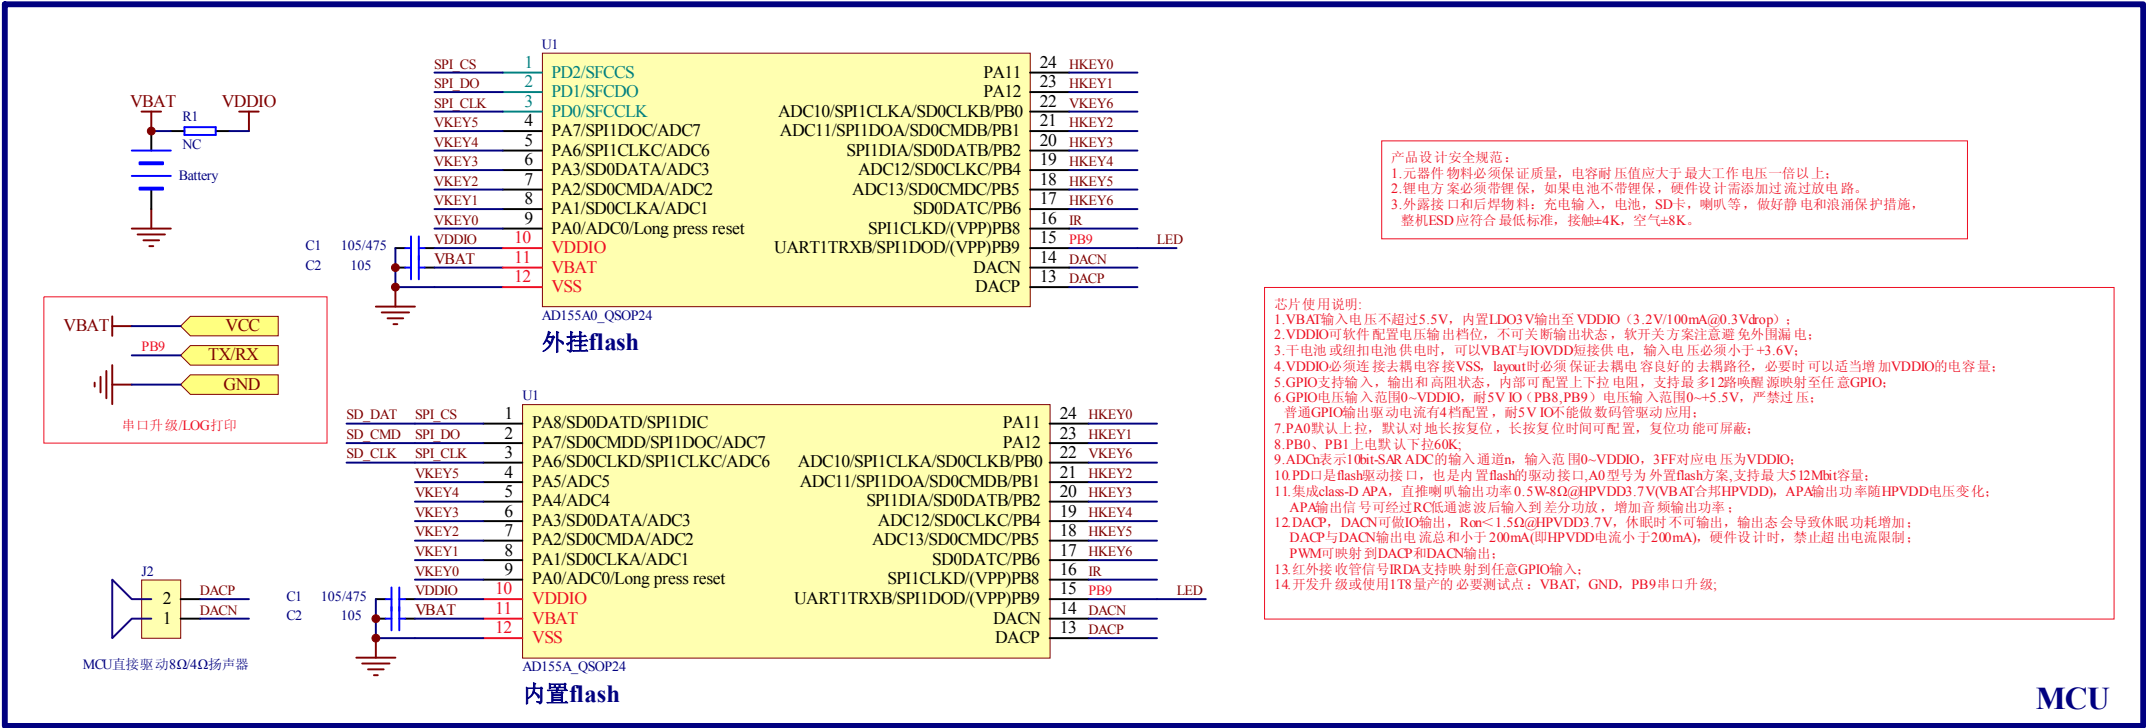 VBAT
VDDIO
R1
NC
Battery
U1
SPI_CS 1 PD2/SFCCS
SPI_DO 2 PD1/SFCDO
SPI_CLK 3 PD0/SFCCLK
VKEY5 4 PA7/SPI1DOC/ADC7
VKEY4 5 PA6/SPI1CLKC/ADC6
VKEY3 6 PA3/SD0DATA/ADC3
VKEY2 7 PA2/SD0CMDA/ADC2
VKEY1 8 PA1/SD0CLKA/ADC1
VKEY0 9 PA0/ADC0/Long press reset
C1 105/475 VDDIO 10 VDDIO
C2 105 VBAT 11 VBAT
12 VSS
PA11 24 HKEY0
PA12 23 HKEY1
ADC10/SPI1CLKA/SD0CLKB/PB0 22 VKEY6
ADC11/SPI1DOA/SD0CMDB/PB1 21 HKEY2
SPI1DIA/SD0DATB/PB2 20 HKEY3
ADC12/SD0CLKC/PB4 19 HKEY4
ADC13/SD0CMDC/PB5 18 HKEY5
SD0DATC/PB6 17 HKEY6
SPI1CLKD/(VPP)PB8 16 IR
UART1TRXB/SPI1DOD/(VPP)PB9 15 PB9 LED
DACN 14 DACN
DACP 13 DACP
AD155A0_QSOP24
外挂flash
VBAT VCC
PB9 TX/RX
GND
串口升级/LOG打印
U1
SD_DAT SPI_CS 1 PA8/SD0DATD/SPI1DIC
SD_CMD SPI_DO 2 PA7/SD0CMDD/SPI1DOC/ADC7
SD_CLK SPI_CLK 3 PA6/SD0CLKD/SPI1CLKC/ADC6
VKEY5 4 PA5/ADC5
VKEY4 5 PA4/ADC4
VKEY3 6 PA3/SD0DATA/ADC3
VKEY2 7 PA2/SD0CMDA/ADC2
VKEY1 8 PA1/SD0CLKA/ADC1
VKEY0 9 PA0/ADC0/Long press reset
C1 105/475 VDDIO 10 VDDIO
C2 105 VBAT 11 VBAT
12 VSS
PA11 24 HKEY0
PA12 23 HKEY1
ADC10/SPI1CLKA/SD0CLKB/PB0 22 VKEY6
ADC11/SPI1DOA/SD0CMDB/PB1 21 HKEY2
SPI1DIA/SD0DATB/PB2 20 HKEY3
ADC12/SD0CLKC/PB4 19 HKEY4
ADC13/SD0CMDC/PB5 18 HKEY5
SD0DATC/PB6 17 HKEY6
SPI1CLKD/(VPP)PB8 16 IR
UART1TRXB/SPI1DOD/(VPP)PB9 15 PB9 LED
DACN 14 DACN
DACP 13 DACP
AD155A_QSOP24
内置flash
J2
2 DACP
1 DACN
MCU直接驱动8Ω/4Ω扬声器
产品设计安全规范：
1.元器件物料必须保证质量，电容耐压值应大于最大工作电压一倍以上；
2.锂电方案必须带锂保，如果电池不带锂保，硬件设计需添加过流过放电路。
3.外露接口和后焊物料：充电输入，电池，SD卡，喇叭等，做好静电和浪涌保护措施，
整机ESD应符合最低标准，接触±4K，空气±8K。
芯片使用说明:
1.VBAT输入电压不超过5.5V，内置LDO3V输出至VDDIO（3.2V/100mA@0.3Vdrop）；
2.VDDIO可软件配置电压输出档位，不可关断输出状态，软开关方案注意避免外围漏电；
3.干电池或纽扣电池供电时，可以VBAT与IOVDD短接供电，输入电压必须小于+3.6V；
4.VDDIO必须连接去耦电容接VSS，layout时必须保证去耦电容良好的去耦路径，必要时可以适当增加VDDIO的电容量；
5.GPIO支持输入，输出和高阻状态，内部可配置上下拉电阻，支持最多12路唤醒源映射至任意GPIO；
6.GPIO电压输入范围0~VDDIO，耐5V IO（PB8,PB9）电压输入范围0~+5.5V，严禁过压；
普通GPIO输出驱动电流有4档配置，耐5V IO不能做数码管驱动应用；
7.PA0默认上拉，默认对地长按复位，长按复位时间可配置，复位功能可屏蔽；
8.PB0、PB1上电默认下拉60K;
9.ADCn表示10bit-SAR ADC的输入通道n，输入范围0~VDDIO，3FF对应电压为VDDIO；
10.PD口是flash驱动接口，也是内置flash的驱动接口,A0型号为外置flash方案,支持最大512Mbit容量；
11.集成class-D APA，直推喇叭输出功率0.5W-8Ω@HPVDD3.7V(VBAT合邦HPVDD)，APA输出功率随HPVDD电压变化；
APA输出信号可经过RC低通滤波后输入到差分功放，增加音频输出功率；
12.DACP，DACN可做IO输出，Ron＜1.5Ω@HPVDD3.7V，休眠时不可输出，输出态会导致休眠功耗增加；
DACP与DACN输出电流总和小于200mA(即HPVDD电流小于200mA)，硬件设计时，禁止超出电流限制；
PWM可映射到DACP和DACN输出；
13.红外接收管信号IRDA支持映射到任意GPIO输入；
14.开发升级或使用1T8量产的必要测试点：VBAT，GND，PB9串口升级;
MCU